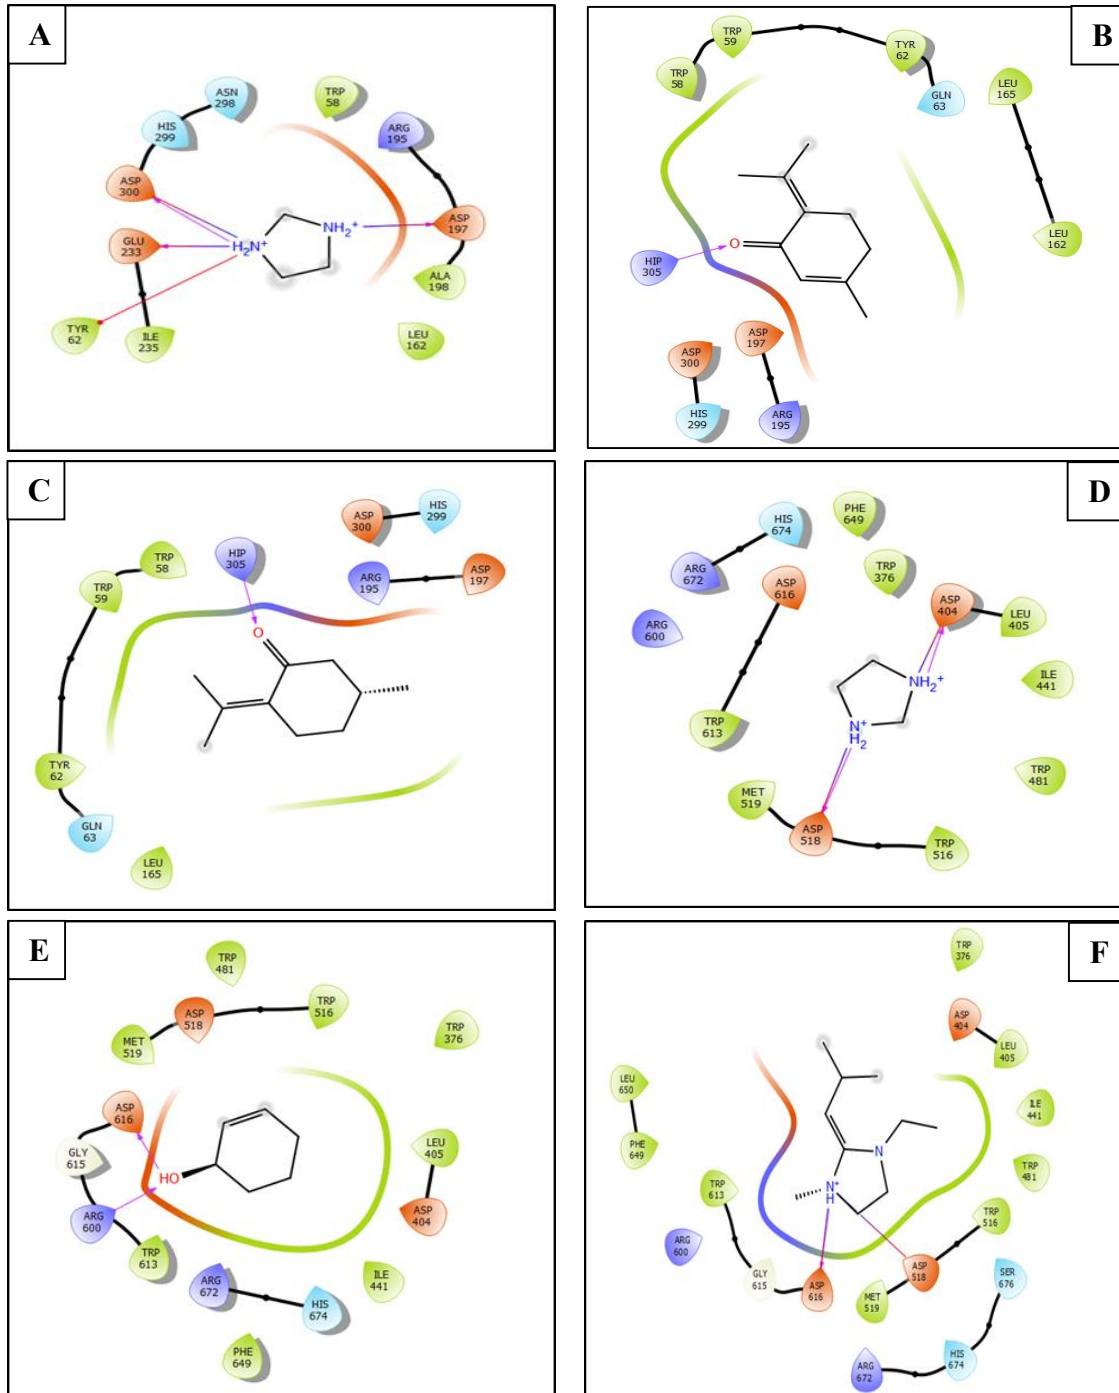 A
ASN
298
TRP
58
HIS
299
ARG
195
ASP
300
GLU
233
H₂N⁺
NH₂⁺
ASP
197
ALA
198
TYR
62
ILE
235
LEU
162
B
TRP
59
TYR
62
TRP
58
GLN
63
LEU
165
O
HIP
305
LEU
162
ASP
300
ASP
197
HIS
299
ARG
195
C
ASP
300
HIS
299
TRP
58
HIP
305
TRP
59
ARG
195
ASP
197
O
TYR
62
GLN
63
LEU
165
D
HIS
674
PHE
649
ARG
672
TRP
376
ASP
616
ASP
404
LEU
405
ARG
600
NH₂⁺
ILE
441
TRP
613
N⁺
H₂
TRP
481
MET
519
ASP
518
TRP
516
E
TRP
481
ASP
518
TRP
516
MET
519
TRP
376
ASP
616
GLY
615
HO
LEU
405
ARG
600
ASP
404
TRP
613
ARG
672
ILE
441
HIS
674
PHE
649
F
TRP
376
ASP
404
LEU
405
LEU
650
ILE
441
PHE
649
N
TRP
481
TRP
613
N⁺
H
TRP
516
ARG
600
GLY
615
ASP
616
ASP
518
MET
519
SER
676
ARG
672
HIS
674